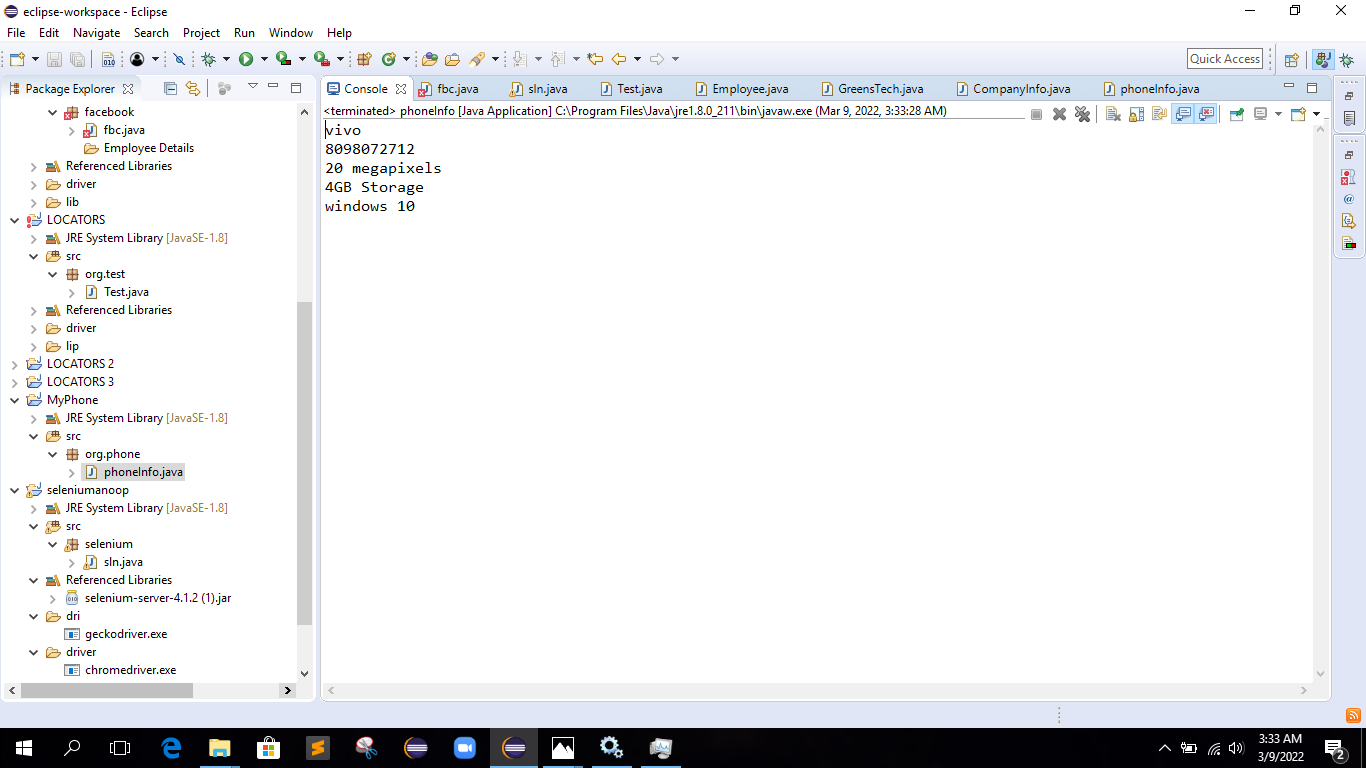 eclipse-workspace - Eclipse
File Edit Navigate Search Project Run Window Help
Quick Access
Package Explorer
facebook
fbc.java
Employee Details
Referenced Libraries
driver
lib
LOCATORS
JRE System Library [JavaSE-1.8]
src
org.test
Test.java
Referenced Libraries
driver
lip
LOCATORS 2
LOCATORS 3
MyPhone
JRE System Library [JavaSE-1.8]
src
org.phone
phoneInfo.java
seleniumanoop
JRE System Library [JavaSE-1.8]
src
selenium
sln.java
Referenced Libraries
selenium-server-4.1.2 (1).jar
dri
geckodriver.exe
driver
chromedriver.exe
Console fbc.java sln.java Test.java Employee.java GreensTech.java CompanyInfo.java phoneInfo.java
<terminated> phoneInfo [Java Application] C:\Program Files\Java\jre1.8.0_211\bin\javaw.exe (Mar 9, 2022, 3:33:28 AM)
vivo
8098072712
20 megapixels
4GB Storage
windows 10
3:33 AM
3/9/2022
2